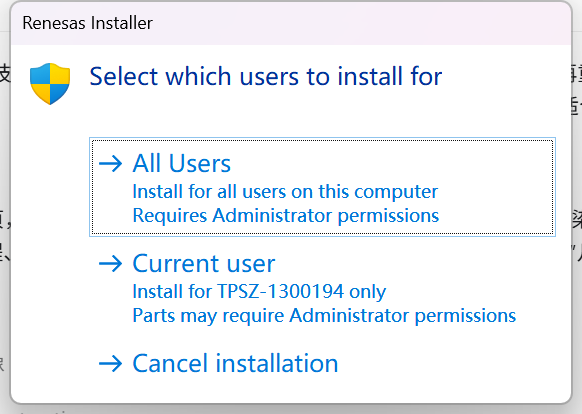 Renesas Installer
Select which users to install for
All Users
Install for all users on this computer
Requires Administrator permissions
Current user
Install for TPSZ-1300194 only
Parts may require Administrator permissions
Cancel installation